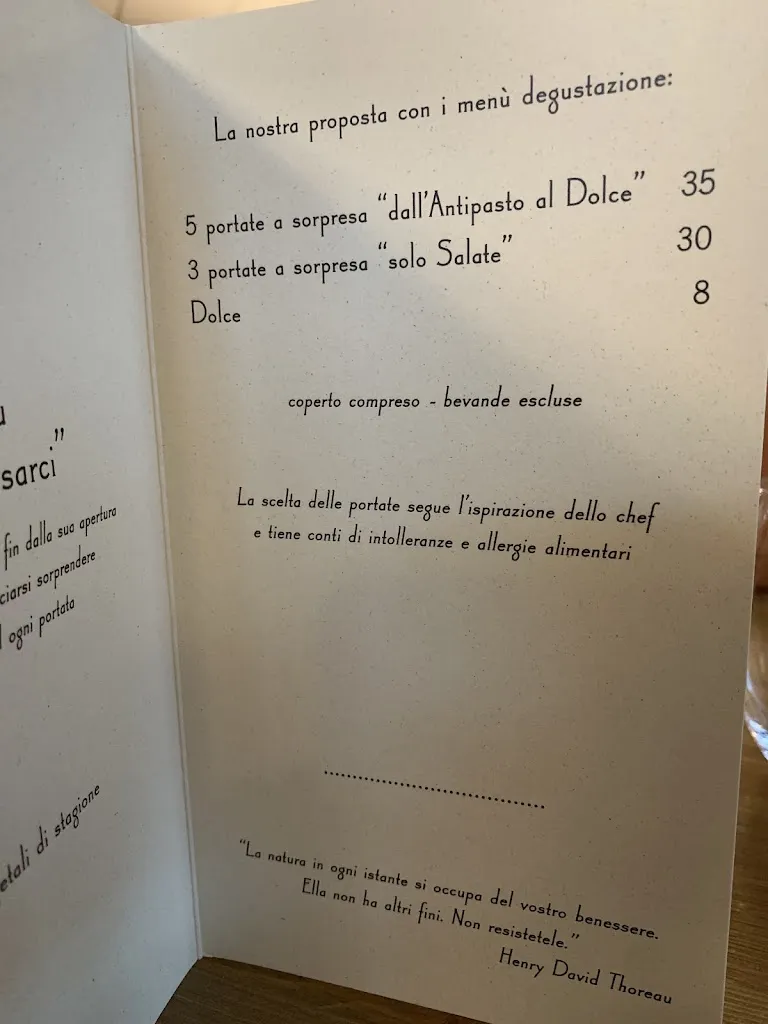 sarci”
fin dalla sua apertura
sorprendere
ogni portata
di stagione
La nostra proposta con i menù degustazione:
5 portate a sorpresa “dall’Antipasto al Dolce” 35
3 portate a sorpresa “solo Salate” 30
Dolce 8
coperto compreso - bevande escluse
La scelta delle portate segue l’ispirazione dello chef
e tiene conti di intolleranze e allergie alimentari
“La natura in ogni istante si occupa del vostro benessere.
Ella non ha altri fini. Non resistetele.”
Henry David Thoreau